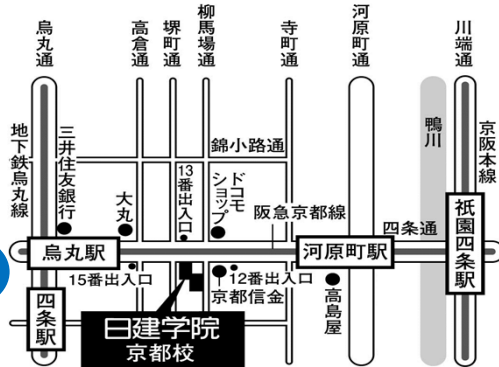 烏丸通
高倉通
堺町通
柳馬場通
寺町通
河原町通
川端通
地下鉄烏丸線
三井住友銀行
大丸
13番出入口
ドコモ
ショップ
錦小路通
阪急京都線
鴨川
京阪本線
四条通
烏丸駅
河原町駅
祇園四条駅
15番出入口
12番出入口
京都信金
高島屋
四条駅
日建学院
京都校